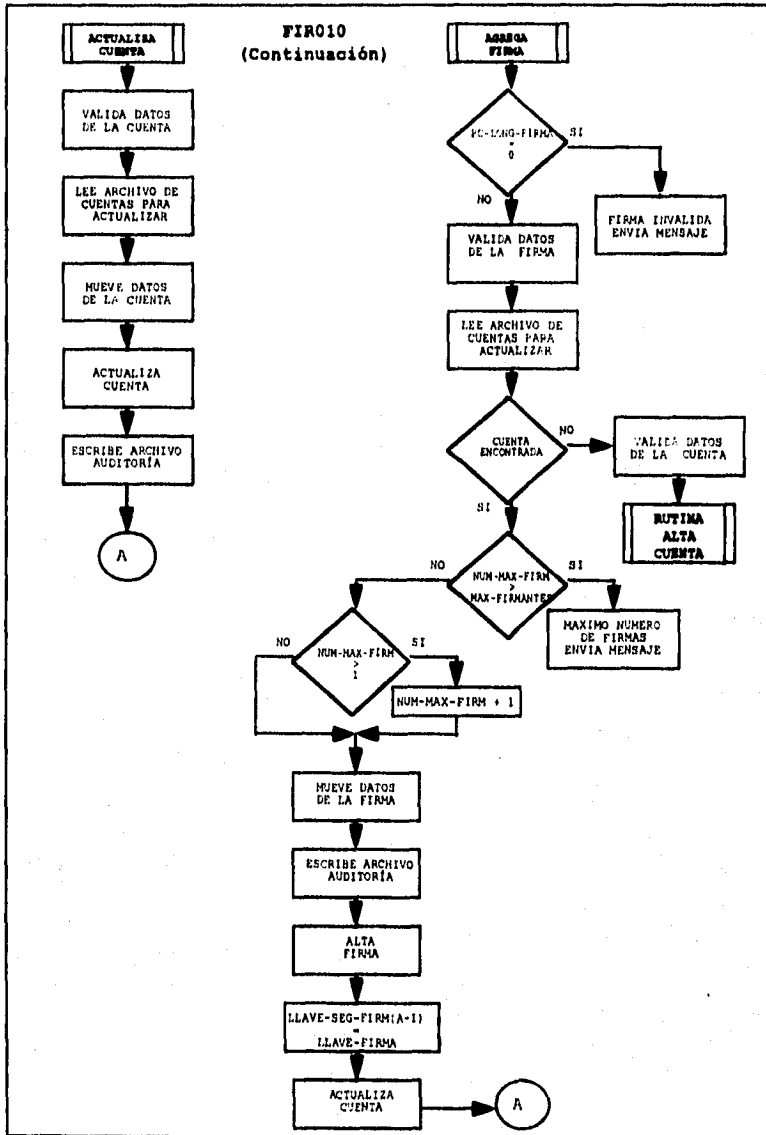 FIR010
(Continuación)
ACTUALIZA
CUENTA
VALIDA DATOS
DE LA CUENTA
LEE ARCHIVO DE
CUENTAS PARA
ACTUALIZAR
MUEVE DATOS
DE LA CUENTA
ACTUALIZA
CUENTA
ESCRIBE ARCHIVO
AUDITORÍA
A
AGREGA
FIRMA
PC-LONG-FIRMA
=
0
SI
NO
FIRMA INVALIDA
ENVIA MENSAJE
VALIDA DATOS
DE LA FIRMA
LEE ARCHIVO DE
CUENTAS PARA
ACTUALIZAR
CUENTA
ENCONTRADA
NO
SI
VALIDA DATOS
DE LA CUENTA
RUTINA
ALTA
CUENTA
NUM-MAX-FIRM
>
MAX-FIRMANTES
NO
SI
MAXIMO NUMERO
DE FIRMAS
ENVIA MENSAJE
NUM-MAX-FIRM
>
1
NO
SI
NUM-MAX-FIRM + 1
MUEVE DATOS
DE LA FIRMA
ESCRIBE ARCHIVO
AUDITORÍA
ALTA
FIRMA
LLAVE-SEG-FIRM(A-1)
=
LLAVE-FIRMA
ACTUALIZA
CUENTA
A